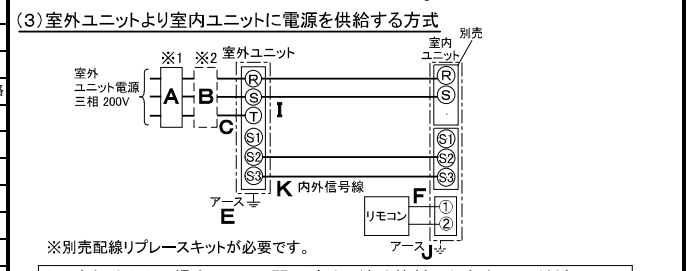 (3)室外ユニットより室内ユニットに電源を供給する方式
別売
※1 ※2 室外ユニット 室内
ユニット
室外
ユニット電源
三相 200V
A B
R
S
T
S1
S2
S3
R
S
S1
S2
S3
C
I
K 内外信号線
アース
E
F
リモコン
①
②
アース J
※別売配線リプレースキットが必要です。